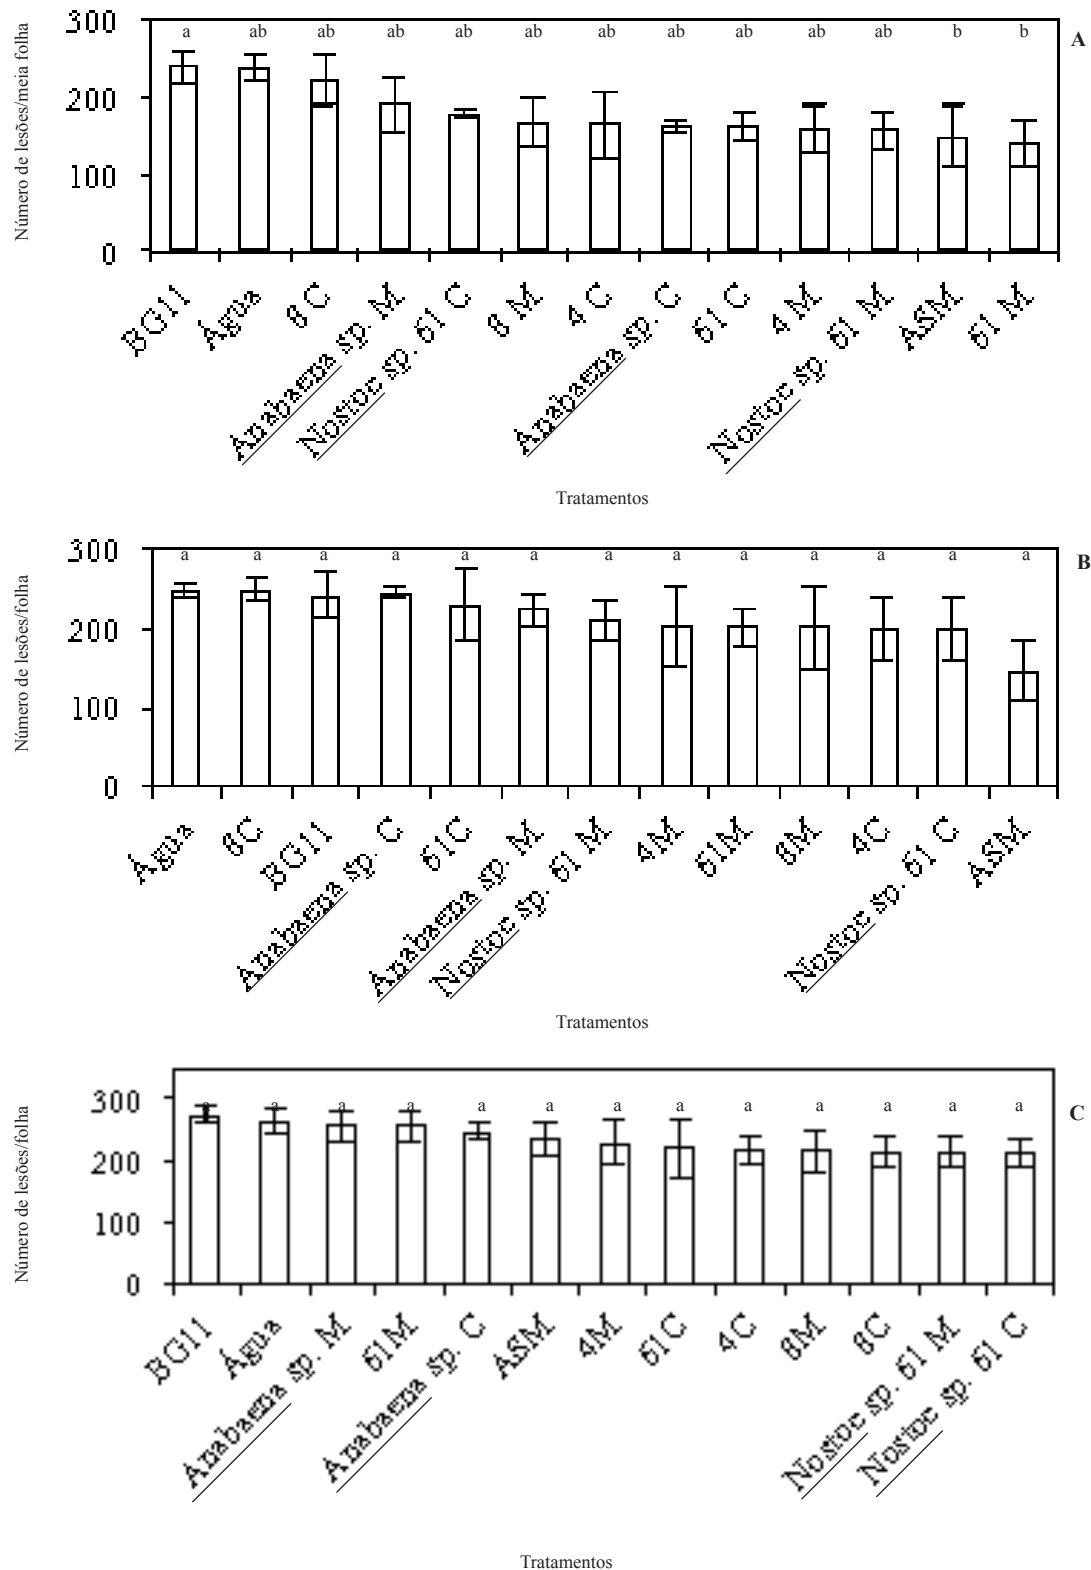 A
Número de lesões/meia folha
300
200
100
0
a ab ab ab ab ab ab ab ab ab ab b b
BG11
Água
8 C
Anabaena sp. M
Nostoc sp. 61 C
8 M
4 C
Anabaena sp. C
61 C
4 M
Nostoc sp. 61 M
ASM
61 M
Tratamentos
B
Número de lesões/folha
300
200
100
0
a a a a a a a a a a a a a
Água
8C
BG11
Anabaena sp. C
61C
Anabaena sp. M
Nostoc sp. 61 M
4M
61M
8M
4C
Nostoc sp. 61 C
ASM
Tratamentos
C
Número de lesões/folha
300
200
100
0
a a a a a a a a a a a a a
BG11
Água
Anabaena sp. M
61M
Anabaena sp. C
ASM
4M
61C
4C
8M
8C
Nostoc sp. 61 M
Nostoc sp. 61 C
Tratamentos